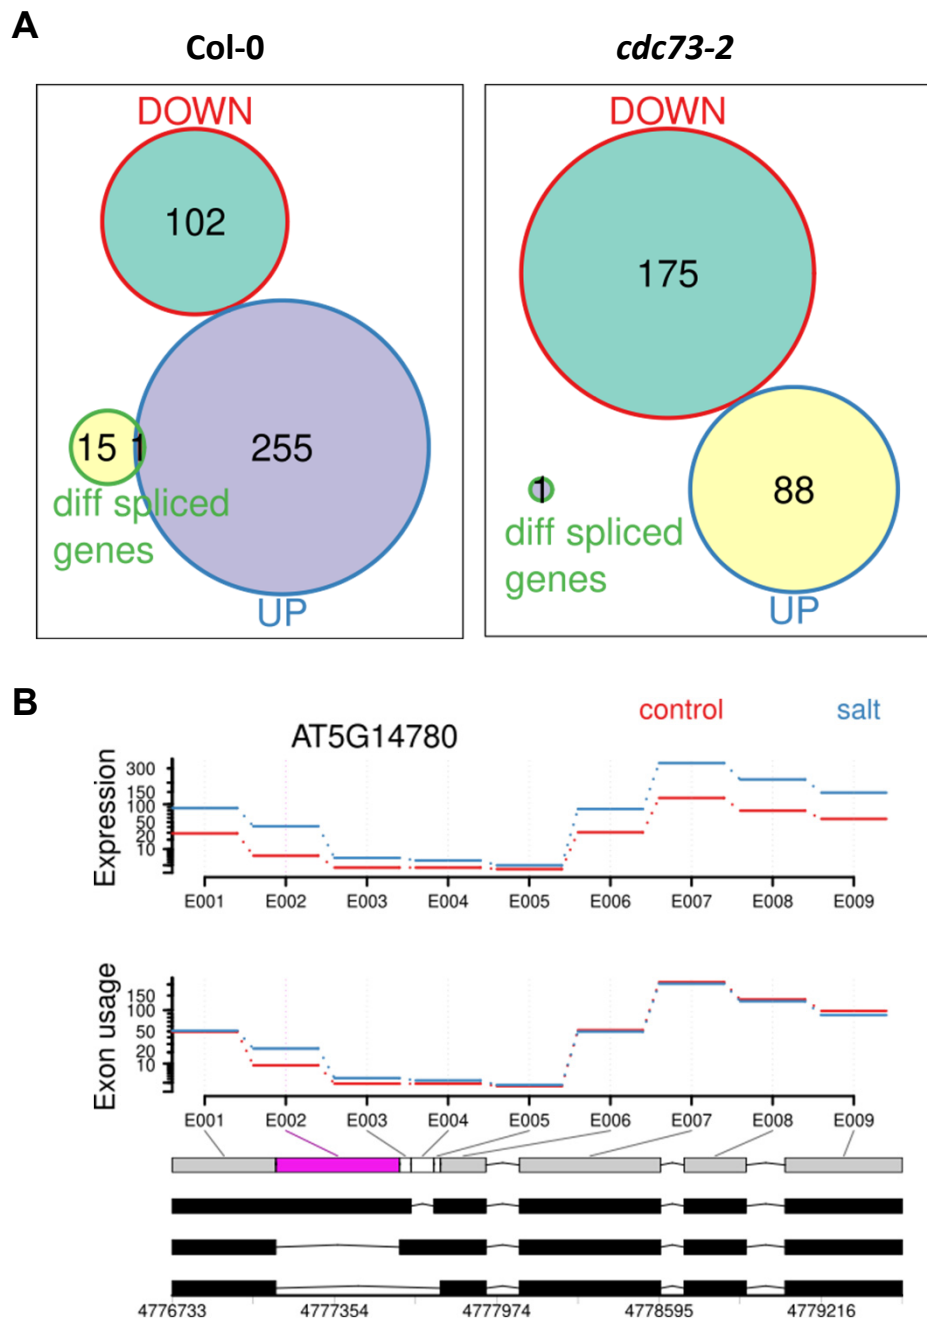 A
Col-0
cdc73-2
DOWN
102
15 1
255
diff spliced
genes
UP
DOWN
175
1
88
diff spliced
genes
UP
B
AT5G14780
control
salt
Expression
300
150
100
50
20
10
E001 E002 E003 E004 E005 E006 E007 E008 E009
Exon usage
150
100
50
20
10
E001 E002 E003 E004 E005 E006 E007 E008 E009
4776733 4777354 4777974 4778595 4779216